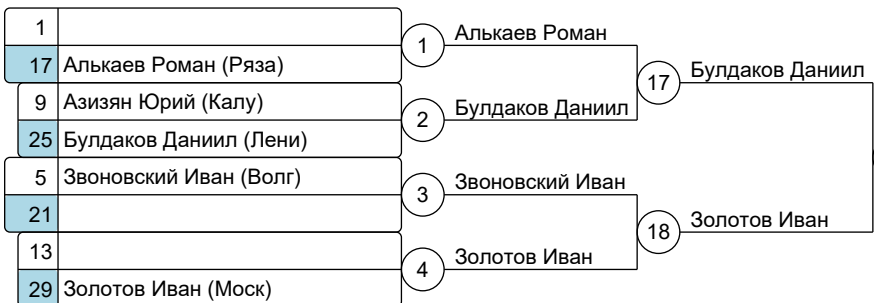 1
17 Алькаев Роман (Ряза)
9 Азизян Юрий (Калу)
25 Булдаков Даниил (Лени)
5 Звоновский Иван (Волг)
21
13
29 Золотов Иван (Моск)
1 Алькаев Роман
2 Булдаков Даниил
3 Звоновский Иван
4 Золотов Иван
17 Булдаков Даниил
18 Золотов Иван